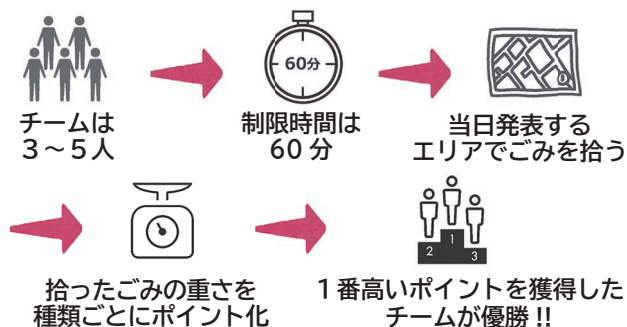 60分
チームは
3～5人
制限時間は
60分
当日発表する
エリアでごみを拾う
拾ったごみの重さを
種類ごとにポイント化
1
2
3
1番高いポイントを獲得した
チームが優勝!!